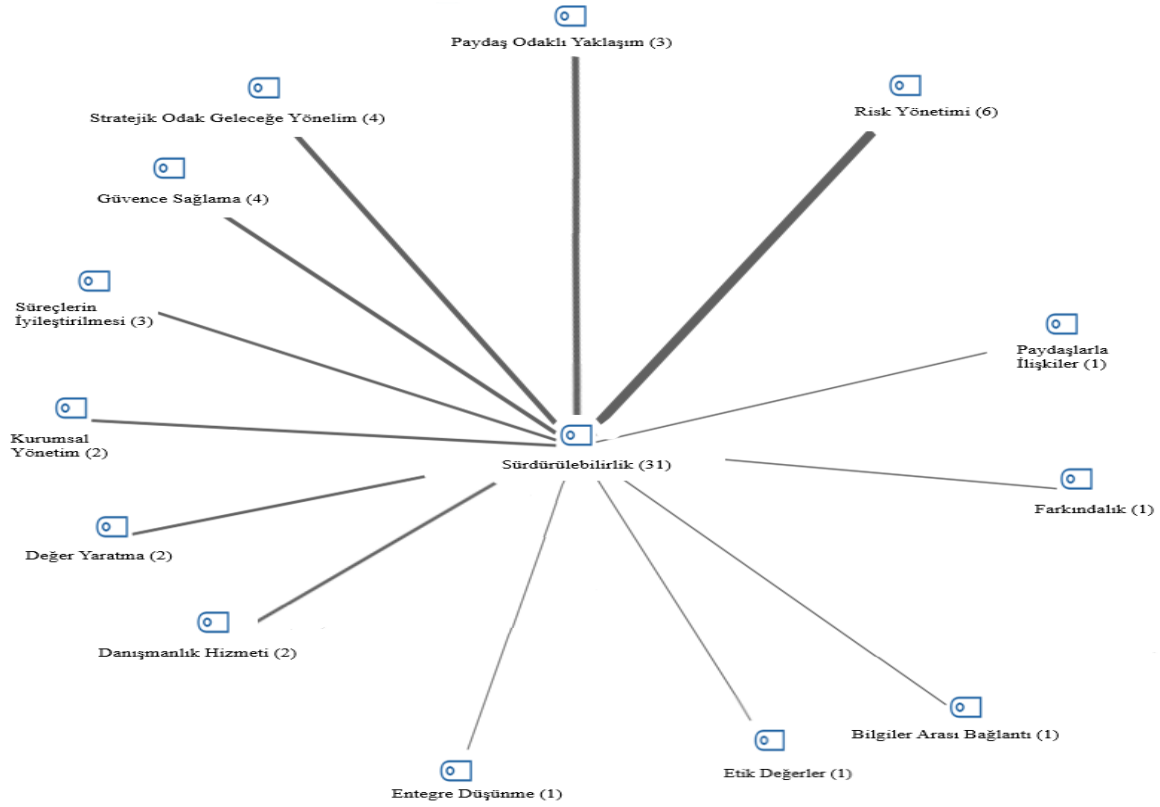 Paydaş Odaklı Yaklaşım (3)
Stratejik Odak Geleceğe Yönelim (4)
Risk Yönetimi (6)
Güvence Sağlama (4)
Süreçlerin
İyileştirilmesi (3)
Paydaşlarla
İlişkiler (1)
Kurumsal
Yönetim (2)
Sürdürülebilirlik (31)
Farkındalık (1)
Değer Yaratma (2)
Danışmanlık Hizmeti (2)
Bilgiler Arası Bağlantı (1)
Etik Değerler (1)
Entegre Düşünme (1)